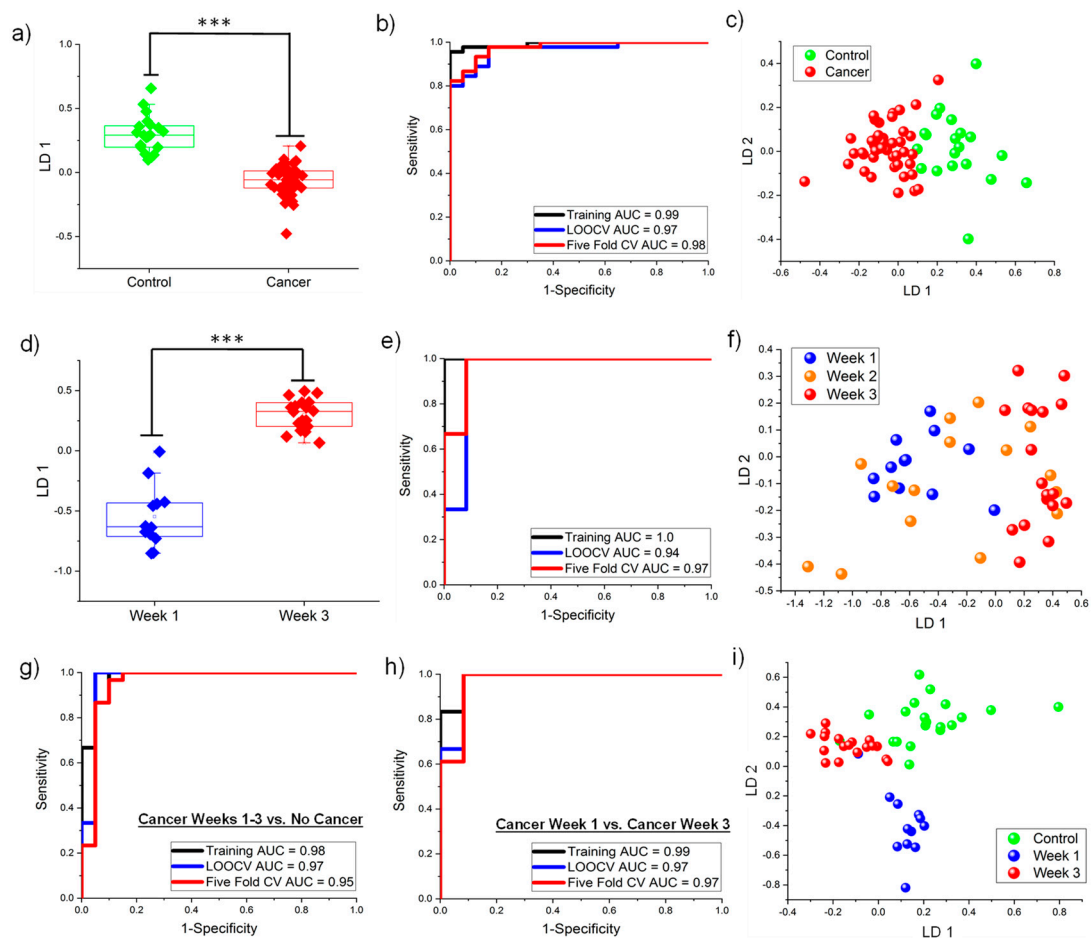 a)
***
LD 1
1.0
0.5
0.0
-0.5
Control
Cancer
b)
Sensitivity
1.0
0.8
0.6
0.4
0.2
0.0
Training AUC = 0.99
LOOCV AUC = 0.97
Five Fold CV AUC = 0.98
0.0 0.2 0.4 0.6 0.8 1.0
1-Specificity
c)
Control
Cancer
LD 2
0.4
0.2
0.0
-0.2
-0.4
-0.6 -0.4 -0.2 0.0 0.2 0.4 0.6 0.8
LD 1
d)
***
LD 1
1.0
0.5
0.0
-0.5
-1.0
Week 1
Week 3
e)
Sensitivity
1.0
0.8
0.6
0.4
0.2
0.0
Training AUC = 1.0
LOOCV AUC = 0.94
Five Fold CV AUC = 0.97
0.0 0.2 0.4 0.6 0.8 1.0
1-Specificity
f)
Week 1
Week 2
Week 3
LD 2
0.4
0.3
0.2
0.1
0.0
-0.1
-0.2
-0.3
-0.4
-0.5
-1.4 -1.2 -1.0 -0.8 -0.6 -0.4 -0.2 0.0 0.2 0.4 0.6
LD 1
g)
Sensitivity
1.0
0.8
0.6
0.4
0.2
0.0
Cancer Weeks 1-3 vs. No Cancer
Training AUC = 0.98
LOOCV AUC = 0.97
Five Fold CV AUC = 0.95
0.0 0.2 0.4 0.6 0.8 1.0
1-Specificity
h)
Sensitivity
1.0
0.8
0.6
0.4
0.2
0.0
Cancer Week 1 vs. Cancer Week 3
Training AUC = 0.99
LOOCV AUC = 0.97
Five Fold CV AUC = 0.97
0.0 0.2 0.4 0.6 0.8 1.0
1-Specificity
i)
LD 2
0.6
0.4
0.2
0.0
-0.2
-0.4
-0.6
-0.8
Control
Week 1
Week 3
-0.4 -0.2 0.0 0.2 0.4 0.6 0.8
LD 1